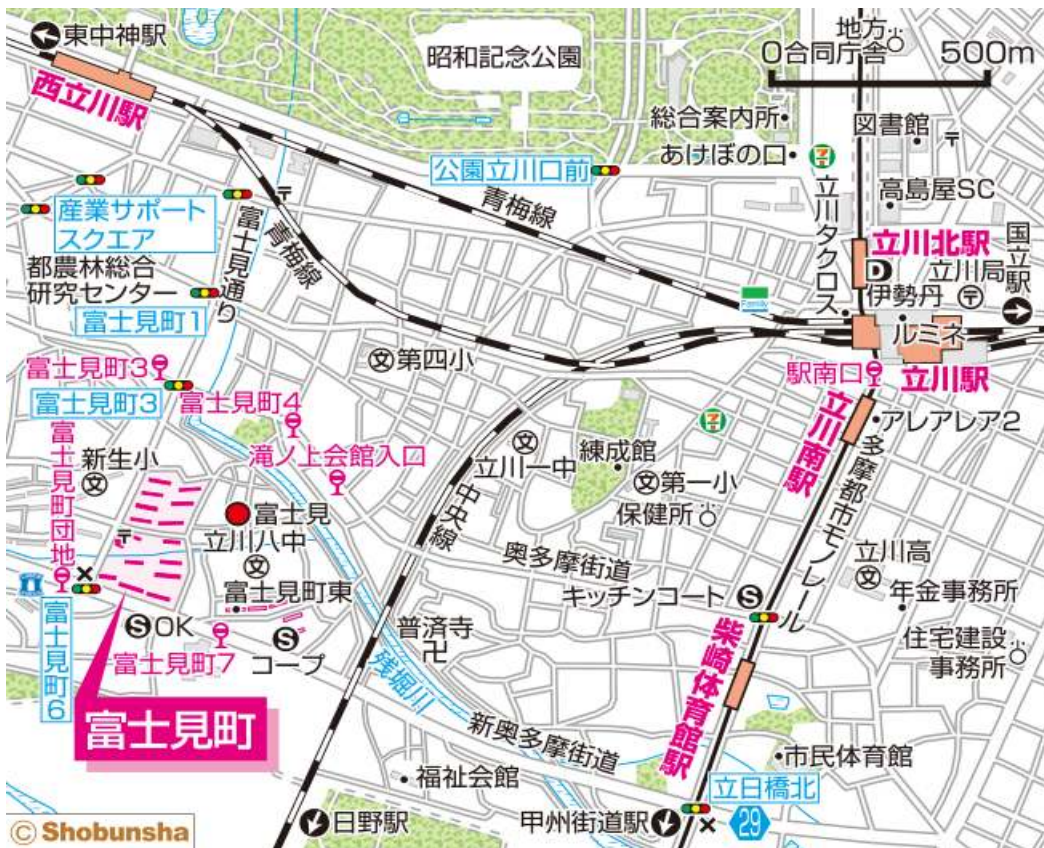 東中神駅
昭和記念公園
地方
合同庁舎
0
500m
西立川駅
総合案内所
図書館
公園立川口前
あけぼの口
高島屋SC
産業サポート
スクエア
富士見通り
青梅線
青梅線
立川タクロス
立川北駅
国立駅
都農林総合
研究センター
D
立川局
伊勢丹
Family
富士見町1
ルミネ
第四小
富士見町3
駅南口
立川駅
富士見町3
富士見町4
立川南駅
アレアレア2
富士見町団地
新生小
滝ノ上会館入口
立川一中
練成館
第一小
保健所
中央線
多摩都市モノレール
富士見
立川八中
奥多摩街道
立川高
富士見町東
キッチンコート
年金事務所
富士見町6
OK
富士見町7
コープ
普済寺
残堀川
柴崎体育館駅
住宅建設
事務所
富士見町
新奥多摩街道
市民体育館
福祉会館
立日橋北
日野駅
甲州街道駅
29
© Shobunsha